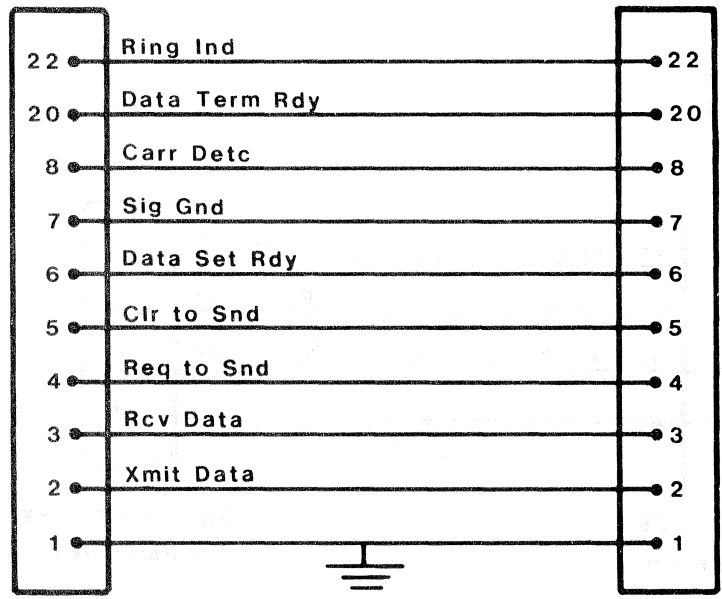 Ring Ind
22 22
Data Term Rdy
20 20
Carr Detc
8 8
Sig Gnd
7 7
Data Set Rdy
6 6
Clr to Snd
5 5
Req to Snd
4 4
Rcv Data
3 3
Xmit Data
2 2
1 1